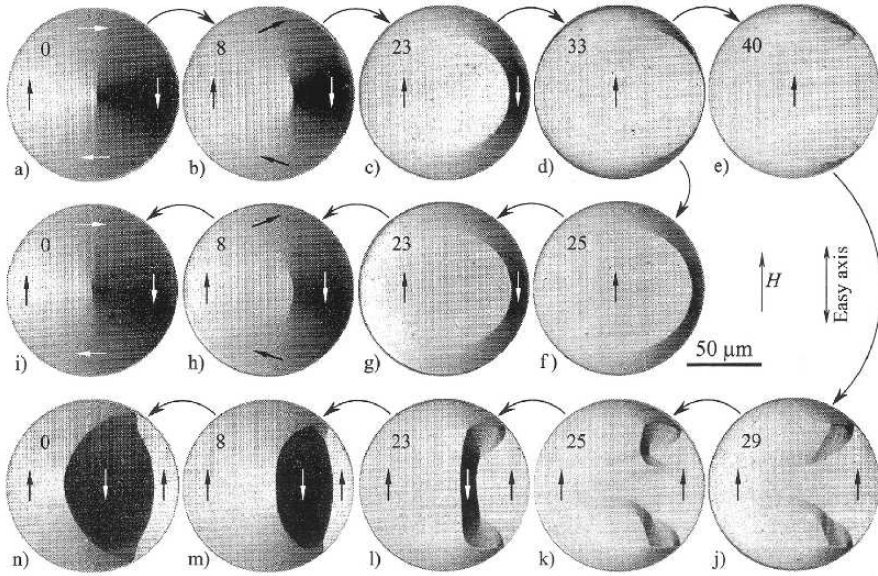 0 8 23 33 40
a) b) c) d) e)
0 8 23 25
H
Easy axis
i) h) g) f)
50 µm
0 8 23 25 29
n) m) l) k) j)